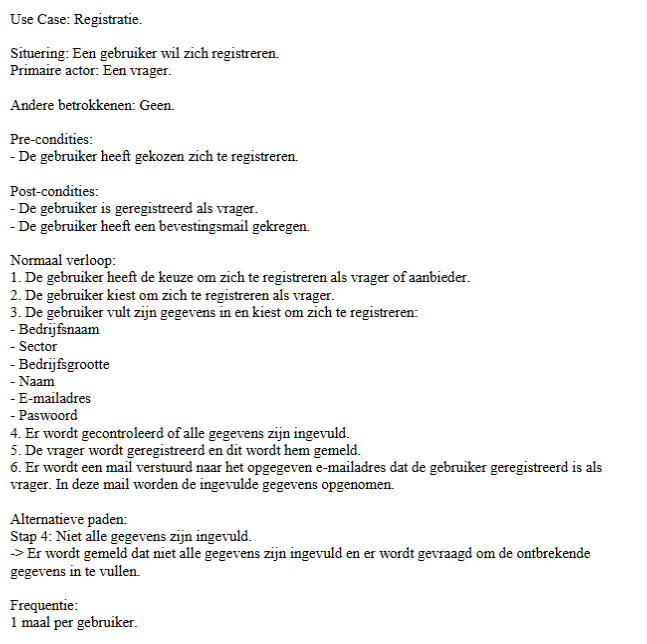 Use Case: Registratie.
Situering: Een gebruiker wil zich registreren.
Primaire actor: Een vrager.
Andere betrokkenen: Geen.
Pre-condities:
- De gebruiker heeft gekozen zich te registreren.
Post-condities:
- De gebruiker is geregistreerd als vrager.
- De gebruiker heeft een bevestingsmail gekregen.
Normaal verloop:
1. De gebruiker heeft de keuze om zich te registreren als vrager of aanbieder.
2. De gebruiker kiest om zich te registreren als vrager.
3. De gebruiker vult zijn gegevens in en kiest om zich te registreren:
- Bedrijfsnaam
- Sector
- Bedrijfsgrootte
- Naam
- E-mailadres
- Paswoord
4. Er wordt gecontroleerd of alle gegevens zijn ingevuld.
5. De vrager wordt geregistreerd en dit wordt hem gemeld.
6. Er wordt een mail verstuurd naar het opgegeven e-mailadres dat de gebruiker geregistreerd is als
vrager. In deze mail worden de ingevulde gegevens opgenomen.
Alternatieve paden:
Stap 4: Niet alle gegevens zijn ingevuld.
-> Er wordt gemeld dat niet alle gegevens zijn ingevuld en er wordt gevraagd om de ontbrekende
gegevens in te vullen.
Frequentie:
1 maal per gebruiker.